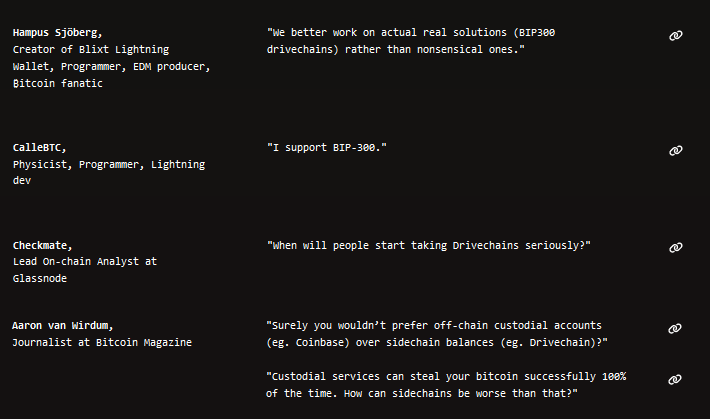 Hampus Sjöberg,
Creator of Blixt Lightning
Wallet, Programmer, EDM producer,
Bitcoin fanatic
"We better work on actual real solutions (BIP300
drivechains) rather than nonsensical ones."
CalleBTC,
Physicist, Programmer, Lightning
dev
"I support BIP-300."
Checkmate,
Lead On-chain Analyst at
Glassnode
"When will people start taking Drivechains seriously?"
Aaron van Wirdum,
Journalist at Bitcoin Magazine
"Surely you wouldn't prefer off-chain custodial accounts
(eg. Coinbase) over sidechain balances (eg. Drivechain)?"
"Custodial services can steal your bitcoin successfully 100%
of the time. How can sidechains be worse than that?"